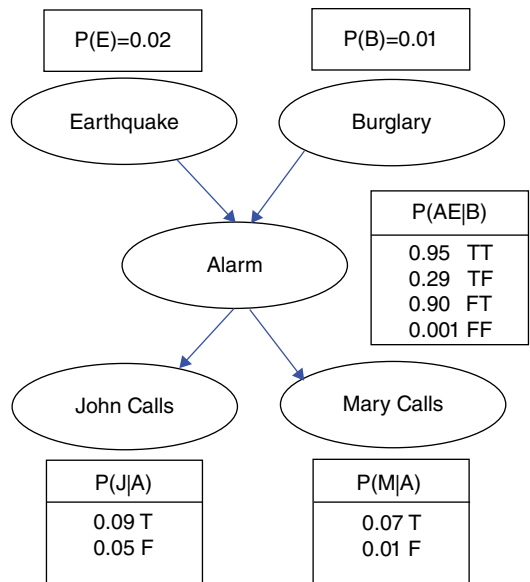 P(E)=0.02
P(B)=0.01
Earthquake
Burglary
P(AE|B)
0.95 TT
0.29 TF
0.90 FT
0.001 FF
Alarm
John Calls
Mary Calls
P(J|A)
0.09 T
0.05 F
P(M|A)
0.07 T
0.01 F